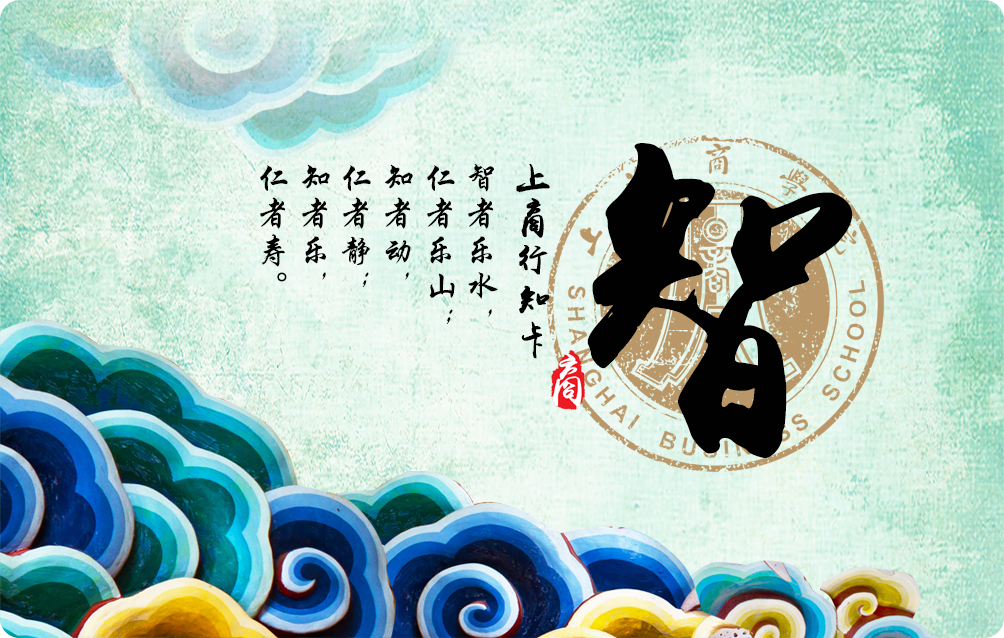 智
上商行知卡
智者乐水，
仁者乐山；
知者动，
仁者静；
知者乐，
仁者寿。
商
商學
SHANGHAI BUSINESS SCHOOL